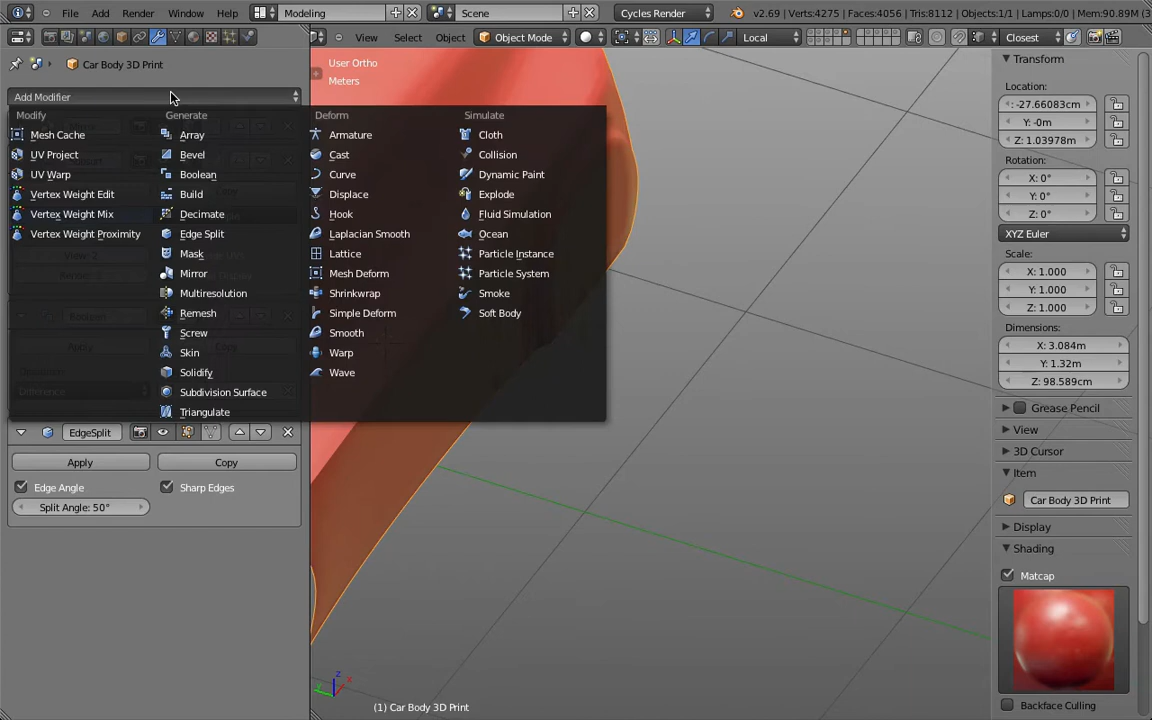 File Add Render Window Help Modeling Scene Cycles Render v2.69 | Verts:4275 | Faces:4056 | Tris:8112 | Objects:1/1 | Lamps:0/0 | Mem:90.89M
View Select Object Object Mode Local Closest
Car Body 3D Print
Add Modifier
Modify Generate Deform Simulate
Mesh Cache Array Armature Cloth
UV Project Bevel Cast Collision
UV Warp Boolean Curve Dynamic Paint
Vertex Weight Edit Build Displace Explode
Vertex Weight Mix Decimate Hook Fluid Simulation
Vertex Weight Proximity Edge Split Laplacian Smooth Ocean
Mask Lattice Particle Instance
Mirror Mesh Deform Particle System
Multiresolution Shrinkwrap Smoke
Remesh Simple Deform Soft Body
Screw Smooth
Skin Warp
Solidify Wave
Subdivision Surface
Triangulate
EdgeSplit
Apply Copy
Edge Angle Sharp Edges
Split Angle: 50°
User Ortho
Meters
(1) Car Body 3D Print
Transform
Location:
: -27.66083cm
Y: -0m
Z: 1.03978m
Rotation:
X: 0°
Y: 0°
Z: 0°
XYZ Euler
Scale:
X: 1.000
Y: 1.000
Z: 1.000
Dimensions:
X: 3.084m
Y: 1.32m
Z: 98.589cm
Grease Pencil
View
3D Cursor
Item
Car Body 3D Print
Display
Shading
Matcap
Backface Culling